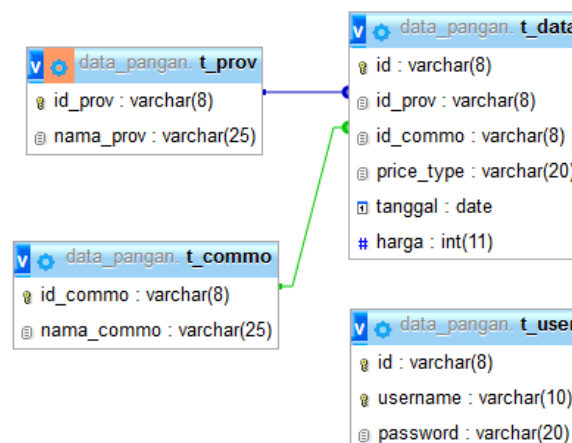 data_pangan. t_prov
id_prov : varchar(8)
nama_prov : varchar(25)
data_pangan. t_commo
id_commo : varchar(8)
nama_commo : varchar(25)
data_pangan. t_data
id : varchar(8)
id_prov : varchar(8)
id_commo : varchar(8)
price_type : varchar(20)
tanggal : date
# harga : int(11)
data_pangan. t_user
id : varchar(8)
username : varchar(10)
password : varchar(20)